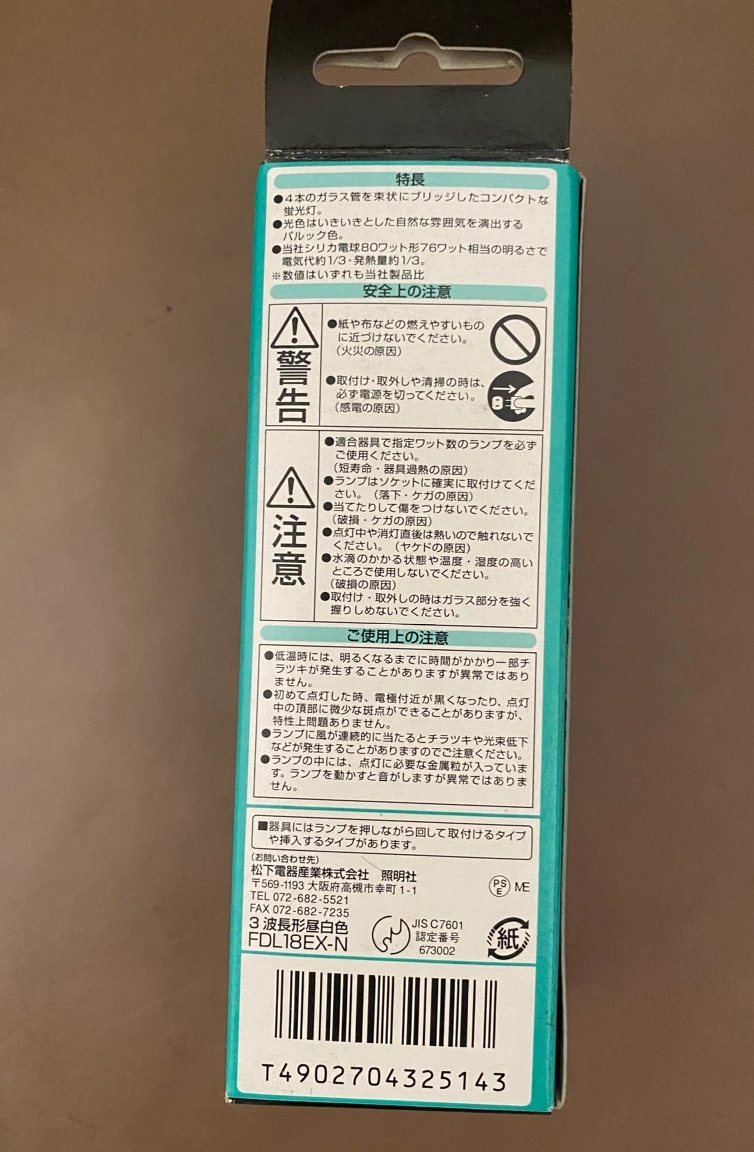 特長
●4本のガラス管を束状にブリッジしたコンパクトな
蛍光灯。
●光色はいきいきとした自然な雰囲気を演出する
パルック色。
●当社シリカ電球80ワット形76ワット相当の明るさで
電気代約1/3・発熱量約1/3。
※数値はいずれも当社製品比
安全上の注意
警告
●紙や布などの燃えやすいもの
に近づけないでください。
(火災の原因)
●取付け・取外しや清掃の時は、
必ず電源を切ってください。
(感電の原因)
注意
●適合器具で指定ワット数のランプを必ず
ご使用ください。
(短寿命・器具過熱の原因)
●ランプはソケットに確実に取付けてくだ
さい。(落下・ケガの原因)
●当てたりして傷をつけないでください。
(破損・ケガの原因)
●点灯中や消灯直後は熱いので触れないで
ください。(ヤケドの原因)
●水滴のかかる状態や温度・湿度の高い
ところで使用しないでください。
(破損の原因)
●取付け・取外しの時はガラス部分を強く
握りしめないでください。
ご使用上の注意
●低温時には、明るくなるまでに時間がかかり一部チ
ラツキが発生することがありますが異常ではあり
ません。
●初めて点灯した時、電極付近が黒くなったり、点灯
中の頂部に微少な斑点ができることがありますが、
特性上問題ありません。
●ランプに風が連続的に当たるとチラツキや光束低下
などが発生することがありますのでご注意ください。
●ランプの中には、点灯に必要な金属粒が入っていま
す。ランプを動かすと音がしますが異常ではありま
せん。
■器具にはランプを押しながら回して取付けるタイプ
や挿入するタイプがあります。
(お問い合わせ先)
松下電器産業株式会社 照明社
〒569-1193 大阪府高槻市幸町1-1
TEL 072-682-5521
FAX 072-682-7235
3波長形昼白色
FDL18EX-N
PS
E
ME
JIS C7601
認定番号
673002
紙
T4902704325143